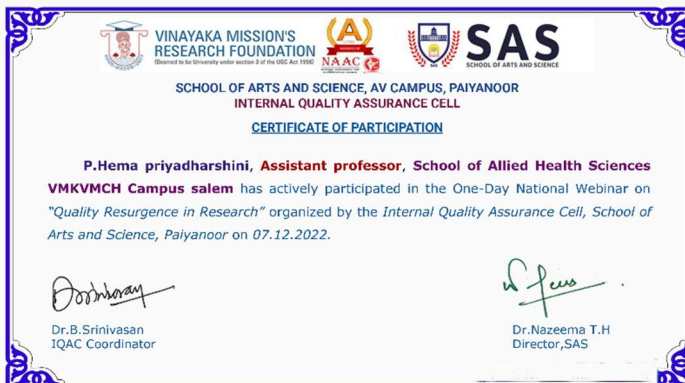 VINAYAKA MISSION'S
RESEARCH FOUNDATION
(Deemed to be University under section 3 of the UGC Act 1956)
NAAC
SAS
SCHOOL OF ARTS AND SCIENCE
SCHOOL OF ARTS AND SCIENCE, AV CAMPUS, PAIYANOOR
INTERNAL QUALITY ASSURANCE CELL
CERTIFICATE OF PARTICIPATION
P.Hema priyadharshini, Assistant professor, School of Allied Health Sciences
VMKVMCH Campus salem has actively participated in the One-Day National Webinar on
"Quality Resurgence in Research" organized by the Internal Quality Assurance Cell, School of
Arts and Science, Paiyanoor on 07.12.2022.
Dr.B.Srinivasan
Dr.Nazeema T.H
IQAC Coordinator
Director,SAS